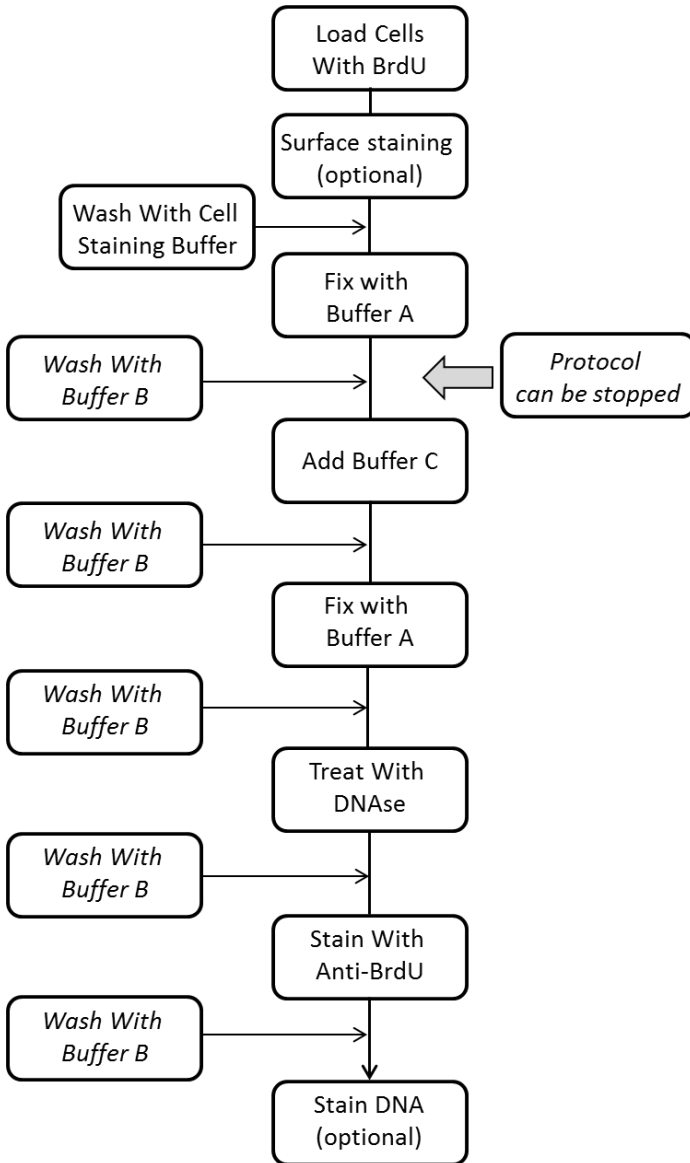 Load Cells
With BrdU
Surface staining
(optional)
Wash With Cell
Staining Buffer
Fix with
Buffer A
Wash With
Buffer B
Protocol
can be stopped
Add Buffer C
Wash With
Buffer B
Fix with
Buffer A
Wash With
Buffer B
Treat With
DNAse
Wash With
Buffer B
Stain With
Anti-BrdU
Wash With
Buffer B
Stain DNA
(optional)